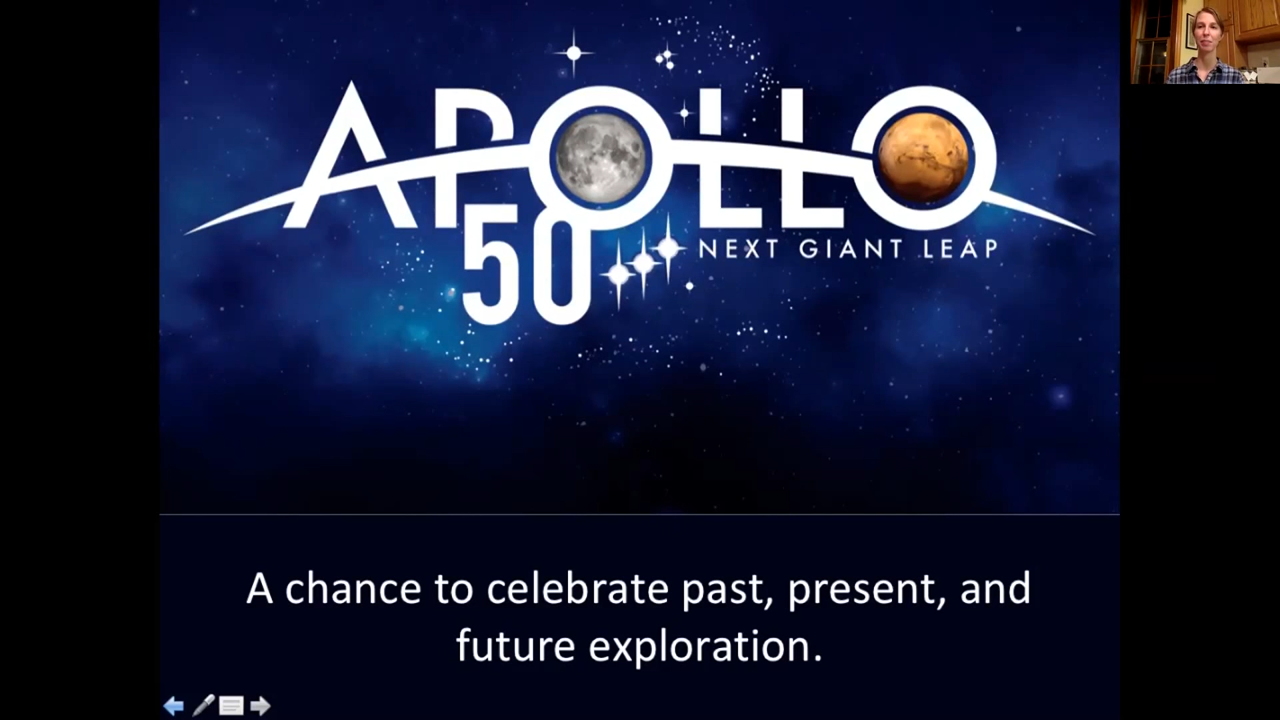 APOLLO
50
NEXT GIANT LEAP
A chance to celebrate past, present, and
future exploration.